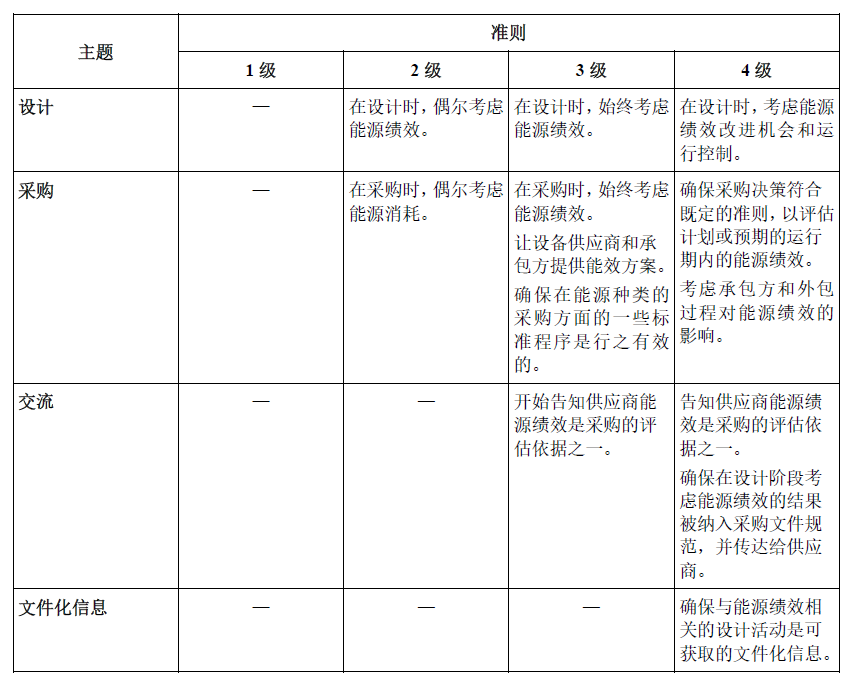 主题
准则
1 级
2 级
3 级
4 级
设计
—
在设计时，偶尔考虑
能源绩效。
在设计时，始终考虑
能源绩效。
在设计时，考虑能源
绩效改进机会和运
行控制。
采购
—
在采购时，偶尔考虑
能源消耗。
在采购时，始终考虑
能源绩效。
让设备供应商和承
包方提供能效方案。
确保在能源种类的
采购方面的一些标
准程序是行之有效
的。
确保采购决策符合
既定的准则，以评估
计划或预期的运行
期内的能源绩效。
考虑承包方和外包
过程对能源绩效的
影响。
交流
—
—
开始告知供应商能
源绩效是采购的评
估依据之一。
告知供应商能源绩
效是采购的评估依
据之一。
确保在设计阶段考
虑能源绩效的结果
被纳入采购文件规
范，并传达给供应
商。
文件化信息
—
—
—
确保与能源绩效相
关的设计活动是可
获取的文件化信息。